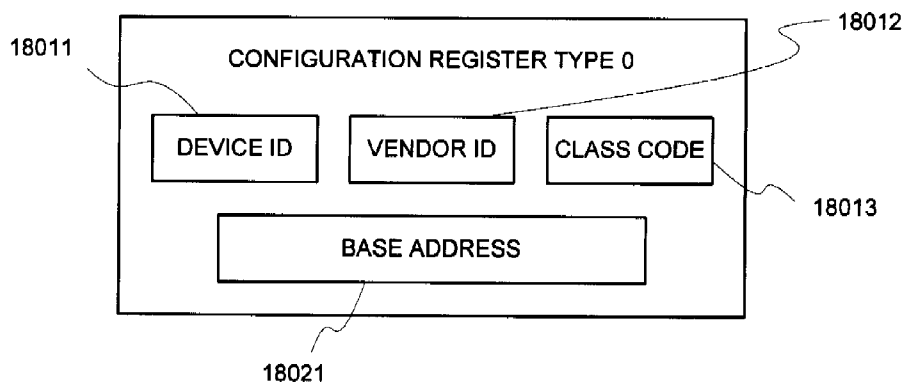 18012
18011
CONFIGURATION REGISTER TYPE 0
DEVICE ID
VENDOR ID
CLASS CODE
18013
BASE ADDRESS
18021